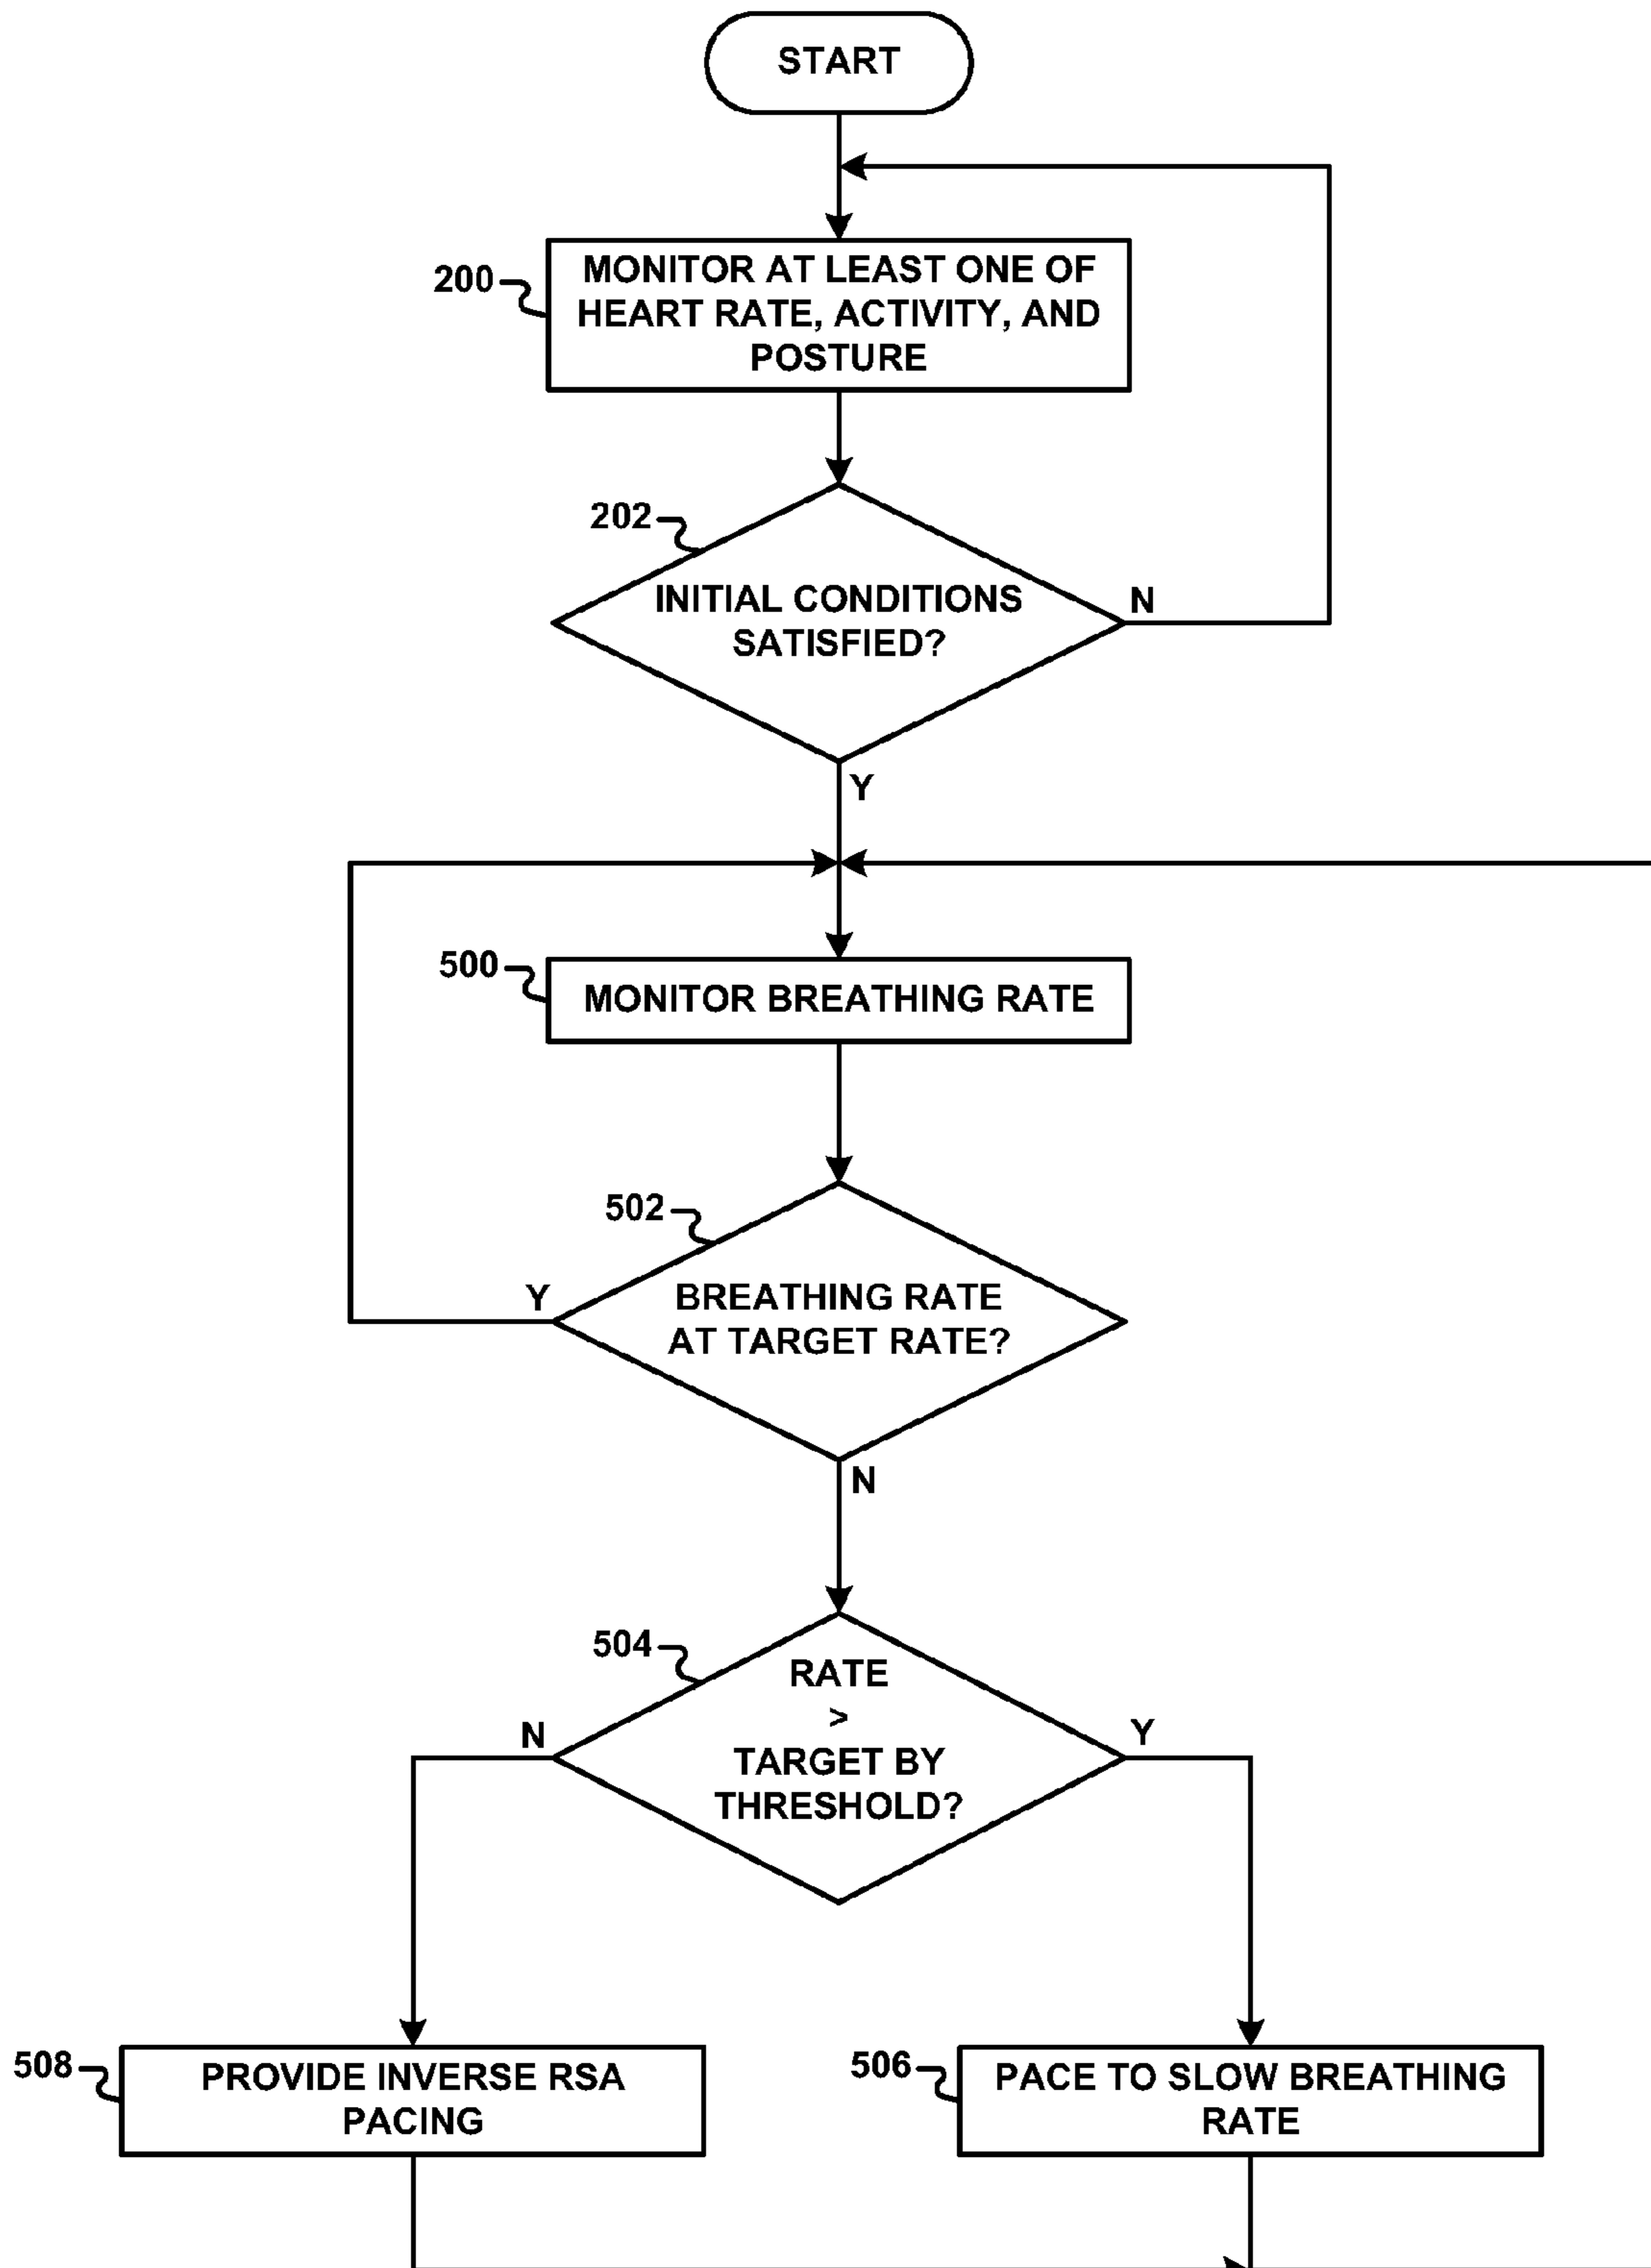 START
200
MONITOR AT LEAST ONE OF
HEART RATE, ACTIVITY, AND
POSTURE
202
INITIAL CONDITIONS
SATISFIED?
N
Y
500
MONITOR BREATHING RATE
502
BREATHING RATE
AT TARGET RATE?
Y
N
504
RATE
>
TARGET BY
THRESHOLD?
N
Y
508
PROVIDE INVERSE RSA
PACING
506
PACE TO SLOW BREATHING
RATE